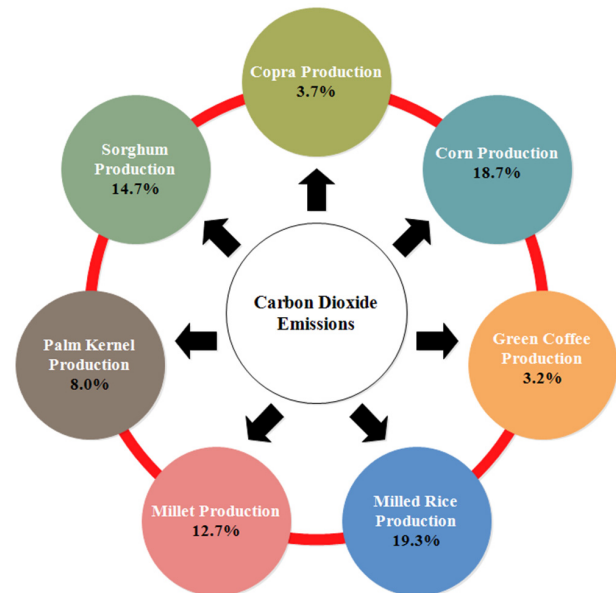 Copra Production
3.7%
Sorghum
Production
14.7%
Corn Production
18.7%
Carbon Dioxide
Emissions
Palm Kernel
Production
8.0%
Green Coffee
Production
3.2%
Millet Production
12.7%
Milled Rice
Production
19.3%